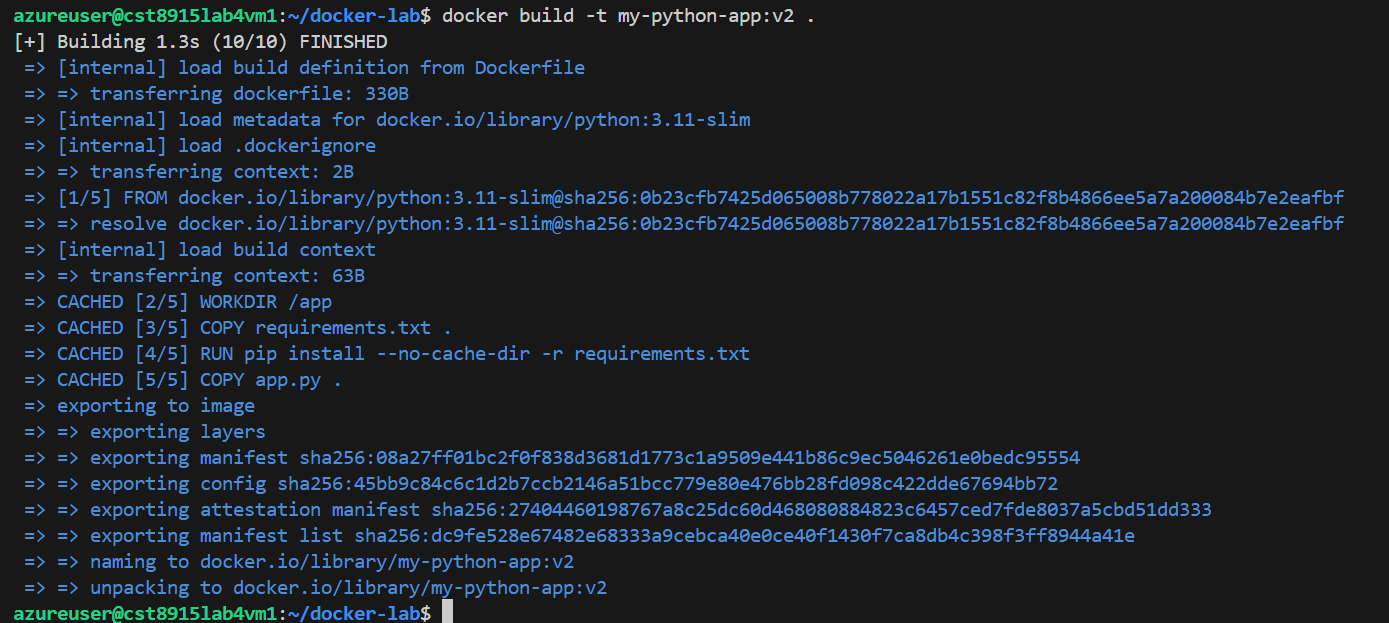 azureuser@cst8915lab4vm1:~/docker-lab$ docker build -t my-python-app:v2 .
[+] Building 1.3s (10/10) FINISHED
=> [internal] load build definition from Dockerfile
=> => transferring dockerfile: 330B
=> [internal] load metadata for docker.io/library/python:3.11-slim
=> [internal] load .dockerignore
=> => transferring context: 2B
=> [1/5] FROM docker.io/library/python:3.11-slim@sha256:0b23cfb7425d065008b778022a17b1551c82f8b4866ee5a7a200084b7e2eafbf
=> => resolve docker.io/library/python:3.11-slim@sha256:0b23cfb7425d065008b778022a17b1551c82f8b4866ee5a7a200084b7e2eafbf
=> [internal] load build context
=> => transferring context: 63B
=> CACHED [2/5] WORKDIR /app
=> CACHED [3/5] COPY requirements.txt .
=> CACHED [4/5] RUN pip install --no-cache-dir -r requirements.txt
=> CACHED [5/5] COPY app.py .
=> exporting to image
=> => exporting layers
=> => exporting manifest sha256:08a27ff01bc2f0f838d3681d1773c1a9509e441b86c9ec5046261e0bedc95554
=> => exporting config sha256:45bb9c84c6c1d2b7ccb2146a51bcc779e80e476bb28fd098c422dde67694bb72
=> => exporting attestation manifest sha256:27404460198767a8c25dc60d468080884823c6457ced7fde8037a5cbd51dd333
=> => exporting manifest list sha256:dc9fe528e67482e68333a9cebca40e0ce40f1430f7ca8db4c398f3ff8944a41e
=> => naming to docker.io/library/my-python-app:v2
=> => unpacking to docker.io/library/my-python-app:v2
azureuser@cst8915lab4vm1:~/docker-lab$